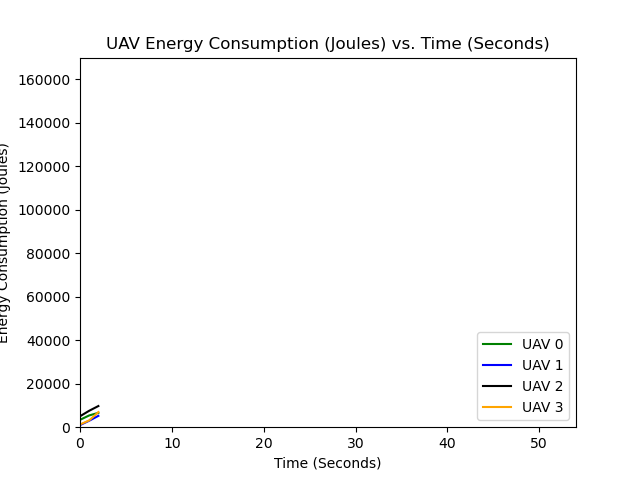 UAV Energy Consumption (Joules) vs. Time (Seconds)
160000
140000
120000
100000
80000
60000
40000
20000
0
Energy Consumption (Joules)
0 10 20 30 40 50
Time (Seconds)
UAV 0
UAV 1
UAV 2
UAV 3